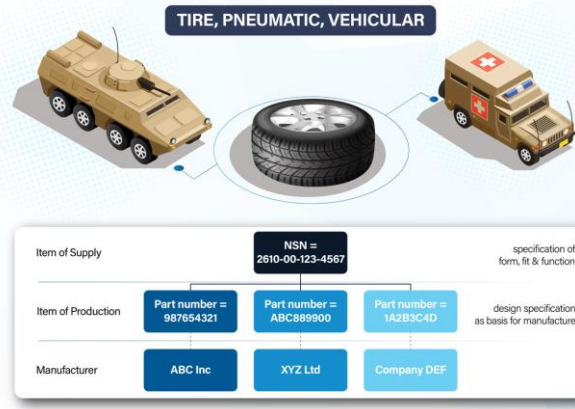 TIRE, PNEUMATIC, VEHICULAR
Item of Supply
NSN =
2610-00-123-4567
specification of
form, fit & function
Item of Production
Part number =
987654321
Part number =
ABC889900
Part number =
1A2B3C4D
design specification
as basis for manufacture
Manufacturer
ABC Inc
XYZ Ltd
Company DEF